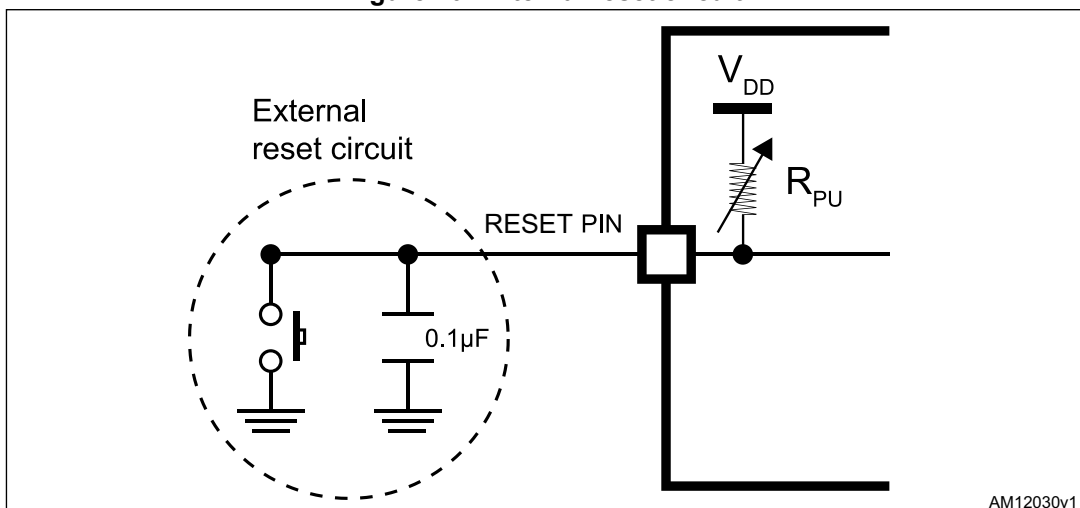 V DD
External
reset circuit
RESET PIN
R PU
0.1µF
AM12030v1